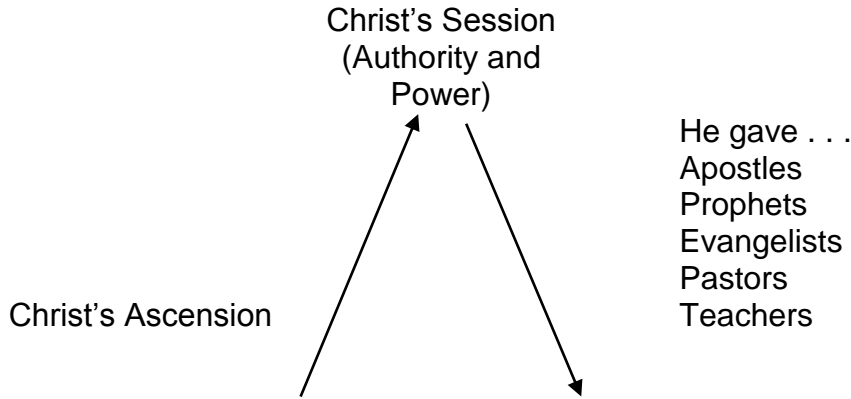 Christ’s Session
(Authority and
Power)
He gave . . .
Apostles
Prophets
Evangelists
Pastors
Teachers
Christ’s Ascension